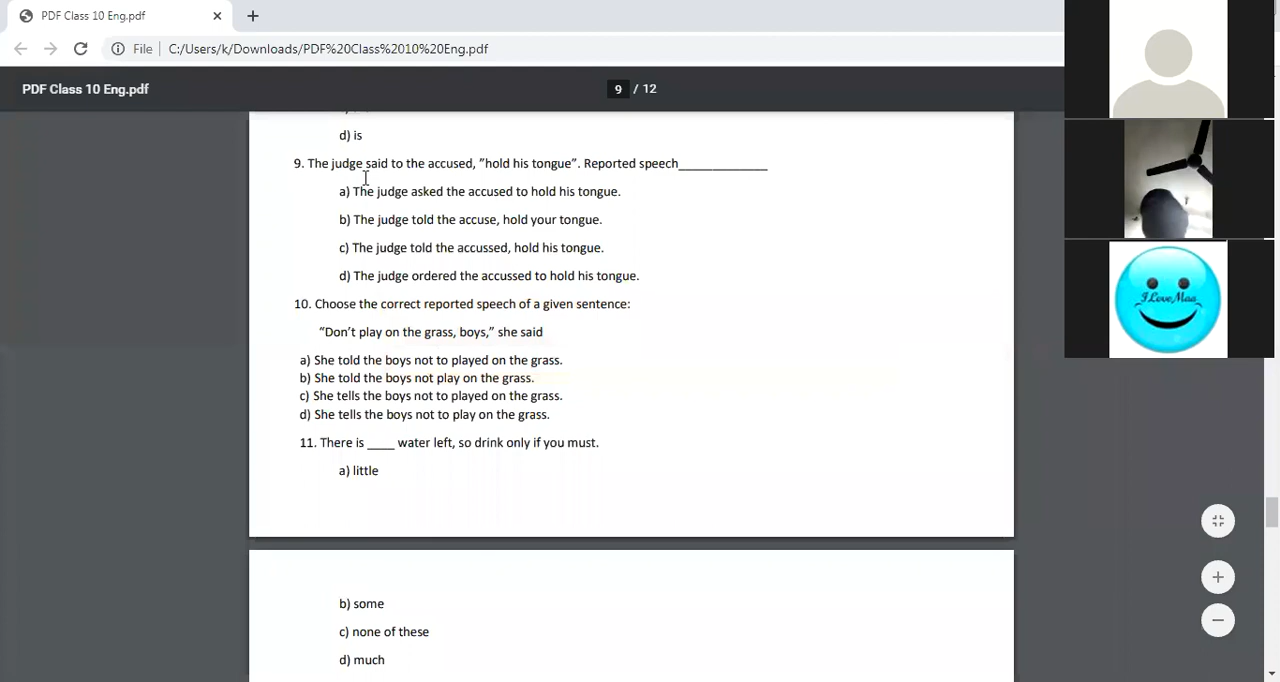 PDF Class 10 Eng.pdf
File
C:/Users/k/Downloads/PDF%20Class%2010%20Eng.pdf
PDF Class 10 Eng.pdf
9 / 12
d) is
9. The judge said to the accused, ”hold his tongue”. Reported speech______________
a) The judge asked the accused to hold his tongue.
b) The judge told the accuse, hold your tongue.
c) The judge told the accussed, hold his tongue.
d) The judge ordered the accussed to hold his tongue.
10. Choose the correct reported speech of a given sentence:
“Don’t play on the grass, boys,” she said
a) She told the boys not to played on the grass.
b) She told the boys not play on the grass.
c) She tells the boys not to played on the grass.
d) She tells the boys not to play on the grass.
11. There is ____ water left, so drink only if you must.
a) little
b) some
c) none of these
d) much
I Love Maa